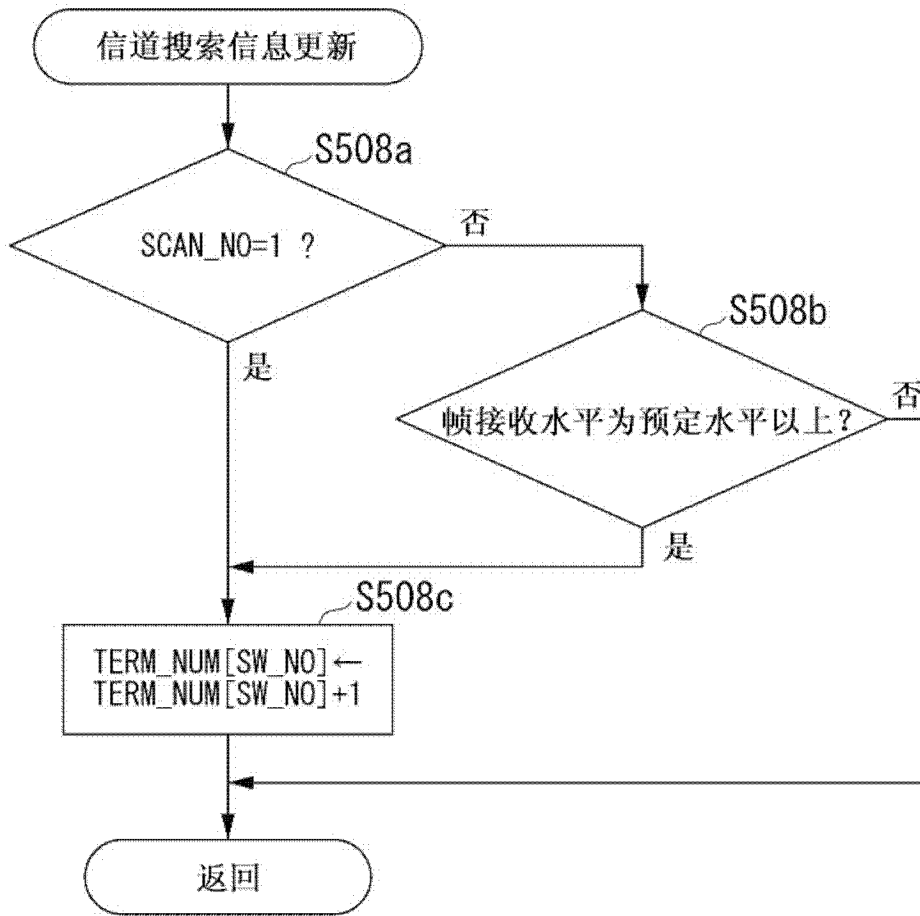 信道搜索信息更新
S508a
SCAN_NO=1 ?
否
是
S508b
帧接收水平为预定水平以上？
否
是
S508c
TERM_NUM[SW_NO]←
TERM_NUM[SW_NO]+1
返回